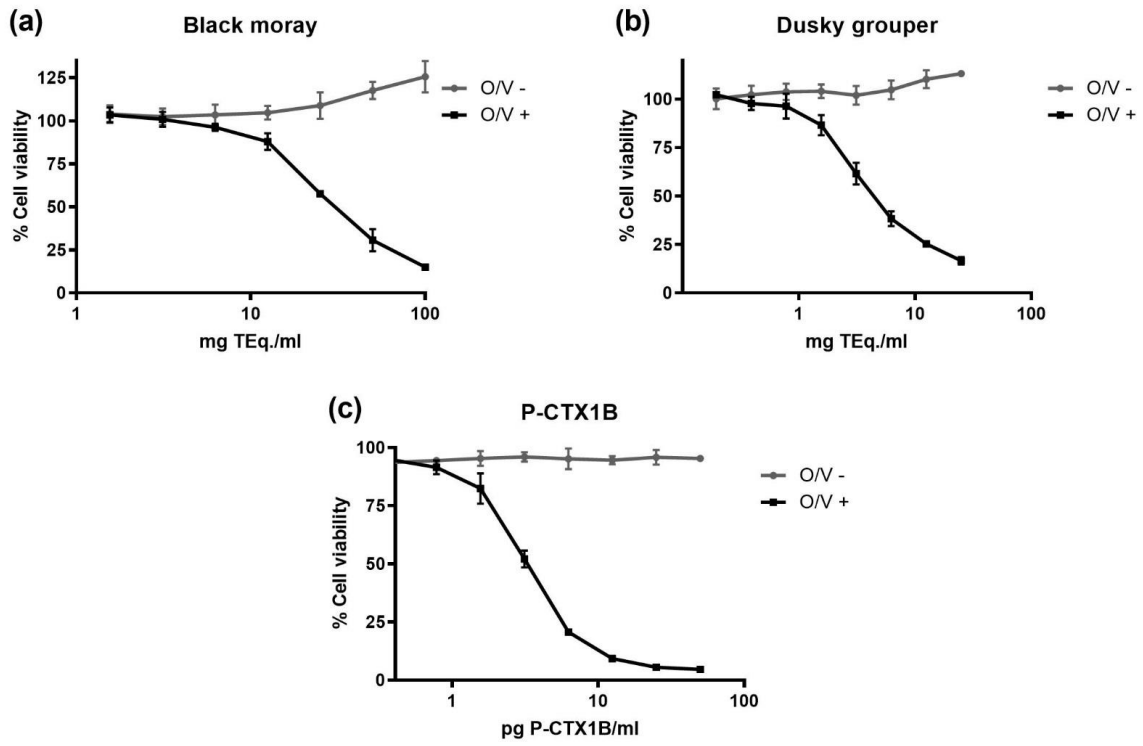 (a)
Black moray
% Cell viability
125
100
75
50
25
0
1
10
100
mg TEq./ml
O/V -
O/V +
(b)
Dusky grouper
% Cell viability
100
75
50
25
0
1
10
100
mg TEq./ml
O/V -
O/V +
(c)
P-CTX1B
% Cell viability
100
75
50
25
0
1
10
100
pg P-CTX1B/ml
O/V -
O/V +